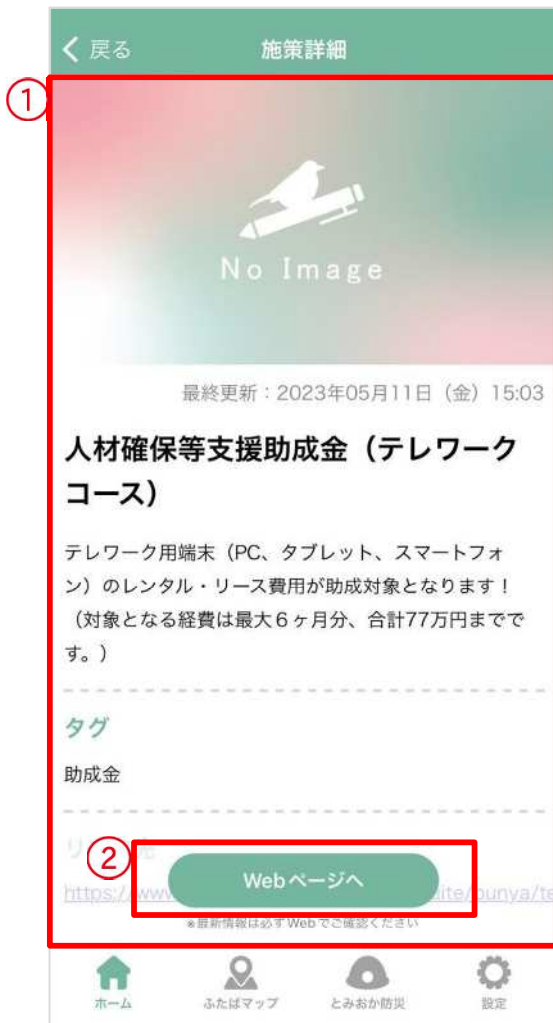 戻る
施策詳細
①
No Image
最終更新：2023年05月11日（金）15:03
人材確保等支援助成金（テレワーク
コース）
テレワーク用端末（PC、タブレット、スマートフォ
ン）のレンタル・リース費用が助成対象となります！
（対象となる経費は最大６ヶ月分、合計77万円までで
す。）
タグ
助成金
②
Webページへ
https://www
/bunya/te
※最新情報は必ずWebでご確認ください
ホーム
ふたばマップ
とみおか防災
設定